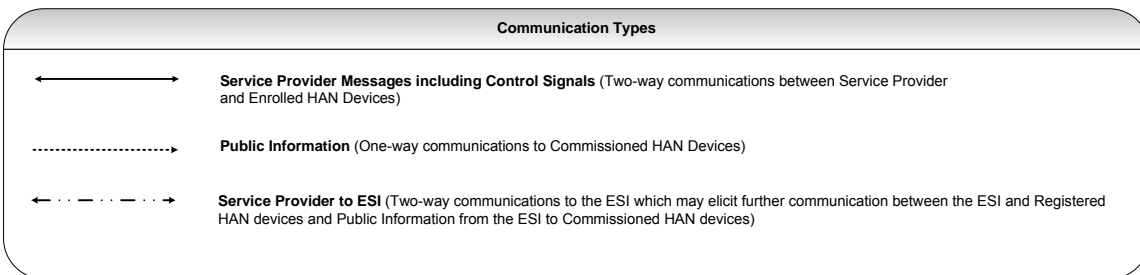 Communication Types
Service Provider Messages including Control Signals (Two-way communications between Service Provider
and Enrolled HAN Devices)
Public Information (One-way communications to Commissioned HAN Devices)
Service Provider to ESI (Two-way communications to the ESI which may elicit further communication between the ESI and Registered
HAN devices and Public Information from the ESI to Commissioned HAN devices)